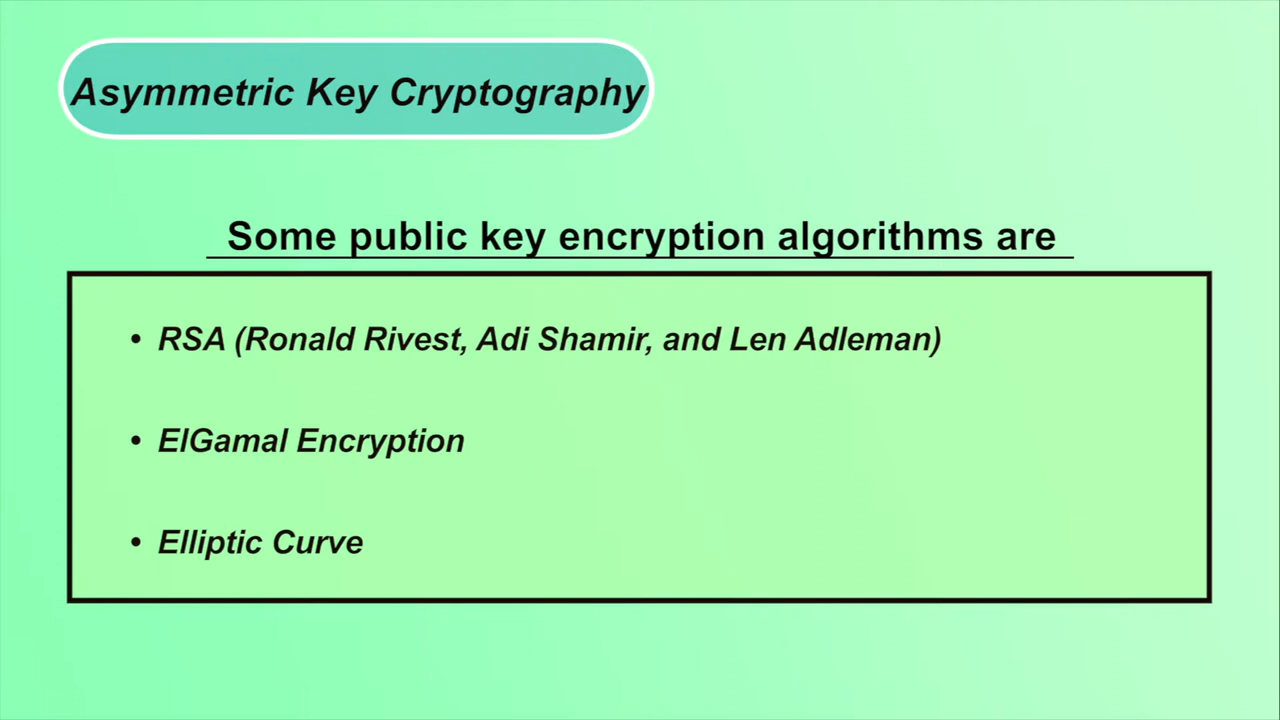 Asymmetric Key Cryptography
Some public key encryption algorithms are
• RSA (Ronald Rivest, Adi Shamir, and Len Adleman)
• ElGamal Encryption
• Elliptic Curve